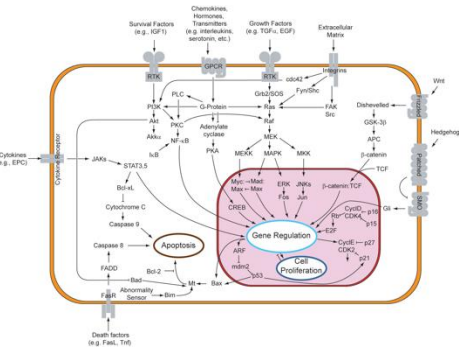 Survival Factors
(e.g., IGF1)
Chemokines,
Hormones,
Transmitters
(e.g. interleukins,
serotonin, etc.)
Growth Factors
(e.g. TGFα, EGF)
Extracellular
Matrix
RTK
GPCR
RTK
Integrins
cdc42
Wnt
PLC
Grb2/SOS
Fyn/Shc
Frizzled
PI3K
G-Protein
Ras
FAK
Dishevelled
Akt
PKC
Adenylate
cyclase
Raf
Src
GSK-3β
Hedgehog
Akkα
MEK
APC
IκB
NF-κB
PKA
MEKK
MAPK
MKK
β-catenin
Patched
Cytokines
(e.g., EPC)
Cytokine Receptor
JAKs
STAT3,5
TCF
Myc
Mad
Max
Max
ERK
JNKs
β-catenin:TCF
Bcl-xL
CREB
Fos
Jun
CyclD
p16
Gli
SMO
Rb
CDK4
p15
Cytochrome C
Gene Regulation
E2F
Caspase 9
Caspase 8
Apoptosis
ARF
CyclE
p27
CDK2
FADD
Bcl-2
mdm2
Cell
Proliferation
p21
Bad
Mt
Bax
p53
FasR
Abnormality
Sensor
Bim
Death factors
(e.g. FasL, Tnf)